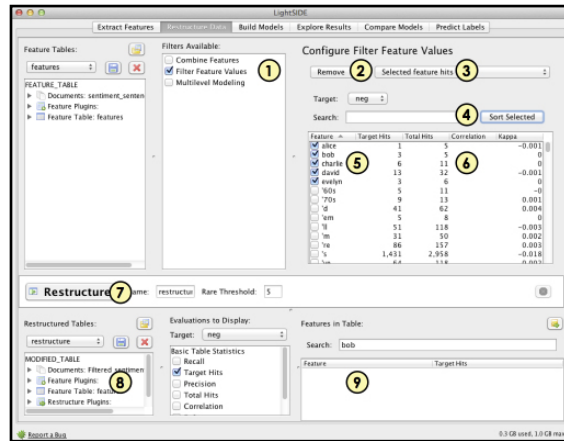 LightSIDE
Extract Features Restructure Data Build Models Explore Results Compare Models Predict Labels
Feature Tables:
features
FEATURE_TABLE
Documents: sentiment_senten
Feature Plugins:
Feature Table: features
Filters Available:
Combine Features
Filter Feature Values
Multilevel Modeling
1
Configure Filter Feature Values
Remove 2 Selected feature hits 3
Target: neg
Search: 4 Sort Selected
Feature Target Hits Total Hits Correlation Kappa
alice 1 5 -0.001
bob 3 5 0
charlie 6 11 0
david 13 32 -0.001
evelyn 3 6 0
'60s 5 11 -0
'70s 9 13 0.001
'd 41 62 0.004
'em 5 8 0
'll 51 118 -0.003
'm 31 50 0.002
're 86 157 0.003
's 1,431 2,958 -0.018
5
6
Restructure 7 Name: restructur Rare Threshold: 5
Restructured Tables:
restructure
MODIFIED_TABLE
Documents: Filtered_sentimen
Feature Plugins:
Feature Table: featur
Restructure Plugins:
8
Evaluations to Display:
Target: neg
Basic Table Statistics
Recall
Target Hits
Precision
Total Hits
Correlation
Features in Table:
Search: bob
Feature Target Hits
9
Report a Bug
0.3 GB used, 1.0 GB max